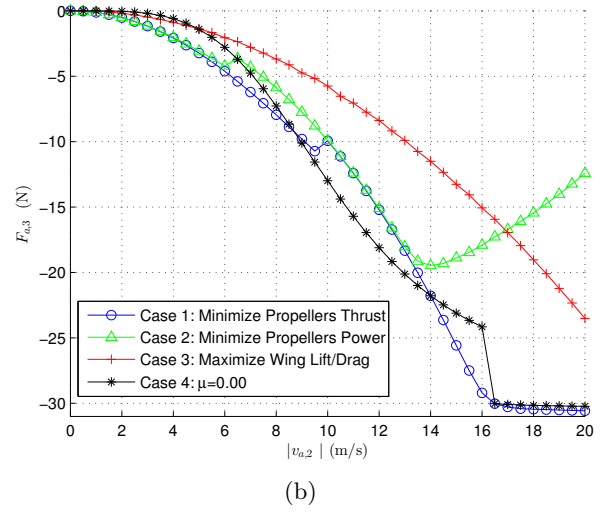 0
−5
−10
−15
−20
−25
−30
F_{a,3} (N)
Case 1: Minimize Propellers Thrust
Case 2: Minimize Propellers Power
Case 3: Maximize Wing Lift/Drag
Case 4: μ=0.00
0 2 4 6 8 10 12 14 16 18 20
|v_{a,2} | (m/s)
(b)